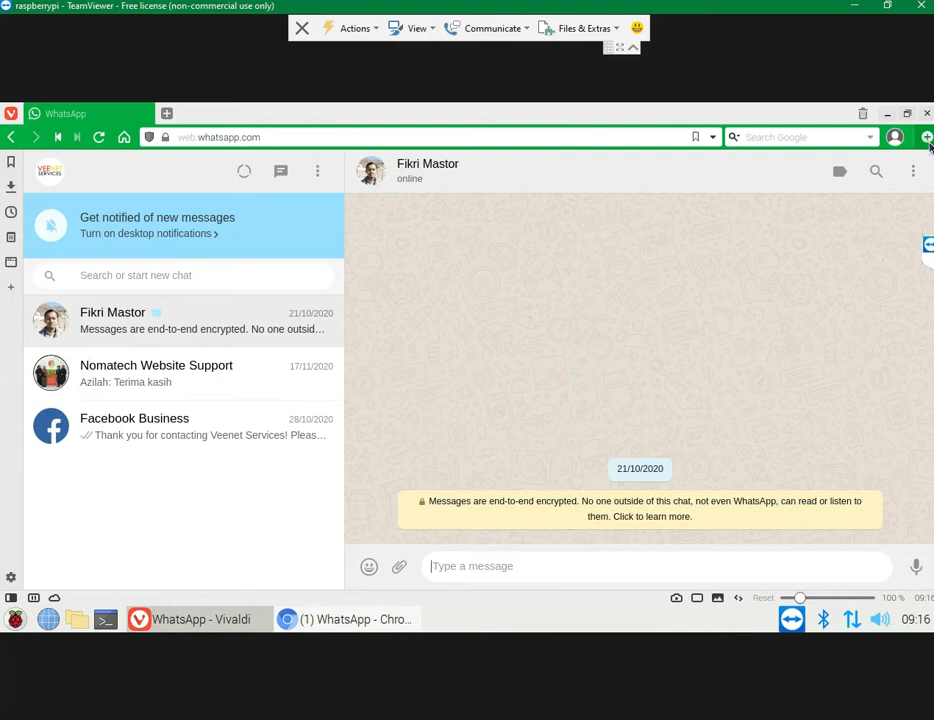 raspberrypi - TeamViewer - Free license (non-commercial use only)
Actions
View
Communicate
Files & Extras
WhatsApp
web.whatsapp.com
Search Google
VEENET
SERVICES
Fikri Mastor
online
Get notified of new messages
Turn on desktop notifications >
Search or start new chat
Fikri Mastor
21/10/2020
Messages are end-to-end encrypted. No one outsid...
Nomatech Website Support
17/11/2020
Azilah: Terima kasih
Facebook Business
28/10/2020
Thank you for contacting Veenet Services! Pleas...
21/10/2020
Messages are end-to-end encrypted. No one outside of this chat, not even WhatsApp, can read or listen to
them. Click to learn more.
Type a message
Reset
100 %
09:16
WhatsApp - Vivaldi
(1) WhatsApp - Chro...
09:16